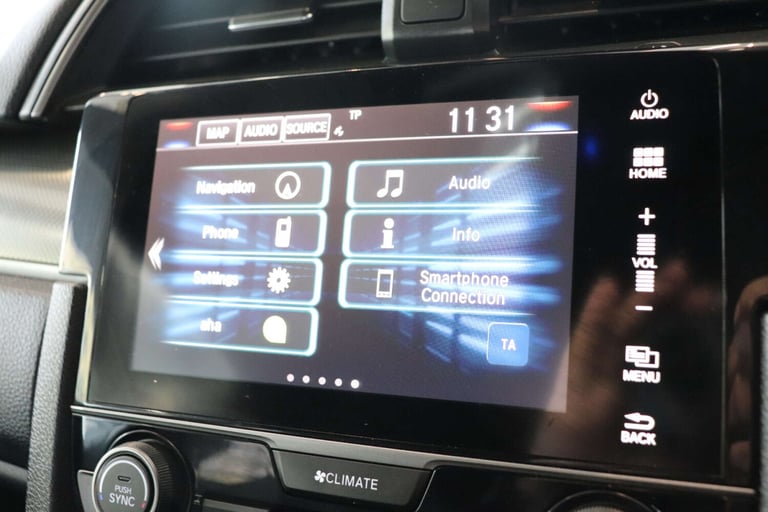 MAP AUDIO SOURCE TP 11 31
Navigation
Audio
Phone
Info
Settings
Smartphone
Connection
aha
TA
AUDIO
HOME
+
VOL
−
MENU
BACK
PUSH
SYNC
CLIMATE